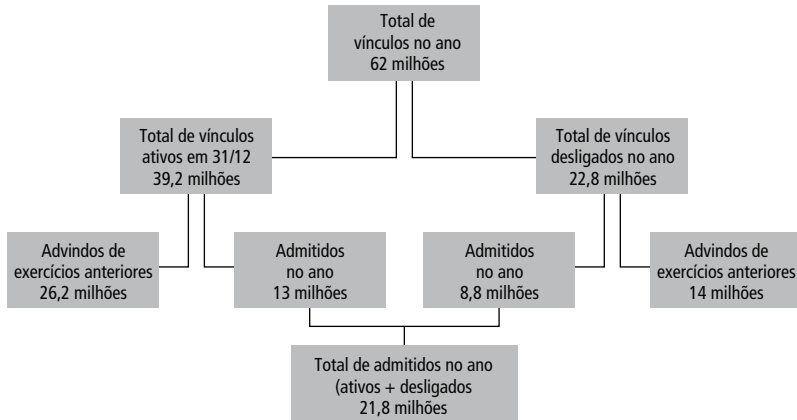 Total de
vínculos no ano
62 milhões
Total de vínculos
ativos em 31/12
39,2 milhões
Total de vínculos
desligados no ano
22,8 milhões
Advindos de
exercícios anteriores
26,2 milhões
Admitidos
no ano
13 milhões
Admitidos
no ano
8,8 milhões
Advindos de
exercícios anteriores
14 milhões
Total de admitidos no ano
(ativos + desligados
21,8 milhões